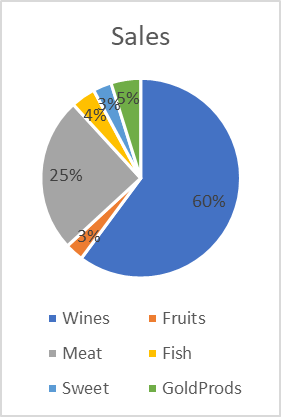 Sales
5%
3%
4%
25%
60%
3%
Wines Fruits
Meat Fish
Sweet GoldProds